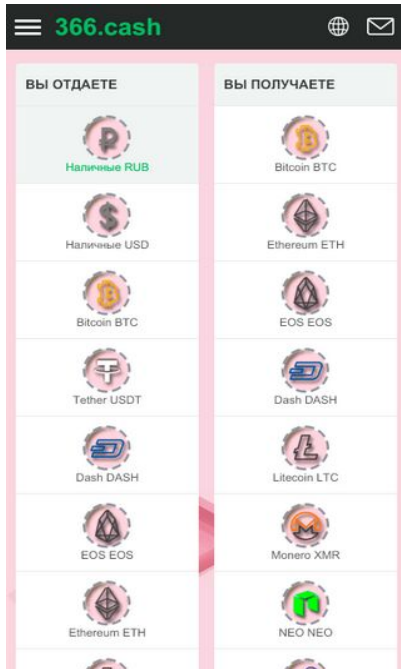 366.cash
ВЫ ОТДАЕТЕ
Наличные RUB
Наличные USD
Bitcoin BTC
Tether USDT
Dash DASH
EOS EOS
Ethereum ETH
ВЫ ПОЛУЧАЕТЕ
Bitcoin BTC
Ethereum ETH
EOS EOS
Dash DASH
Litecoin LTC
Monero XMR
NEO NEO